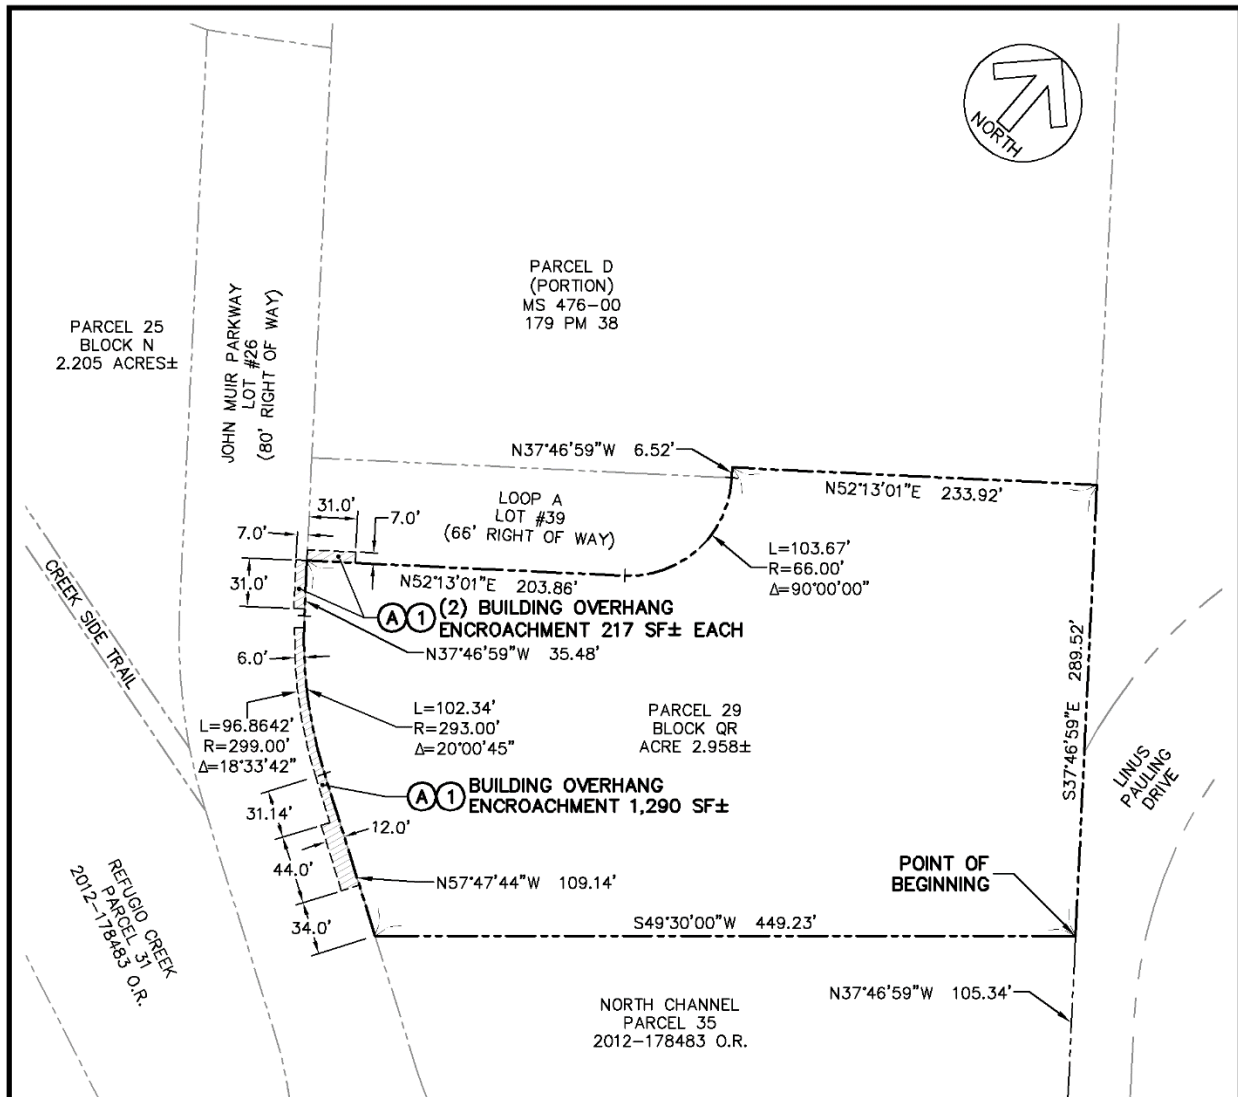 NORTH
PARCEL D
(PORTION)
MS 476-00
179 PM 38
PARCEL 25
BLOCK N
2.205 ACRES±
JOHN MUIR PARKWAY
LOT #26
(80' RIGHT OF WAY)
N37°46'59"W 6.52'
N52°13'01"E 233.92'
LOOP A
LOT #39
(66' RIGHT OF WAY)
31.0'
7.0'
7.0'
L=103.67'
R=66.00'
Δ=90°00'00"
31.0'
N52°13'01"E 203.86'
A 1 (2) BUILDING OVERHANG
ENCROACHMENT 217 SF± EACH
CREEK SIDE TRAIL
6.0'
N37°46'59"W 35.48'
S37°46'59"E 289.52'
L=96.8642'
R=299.00'
Δ=18°33'42"
L=102.34'
R=293.00'
Δ=20°00'45"
PARCEL 29
BLOCK QR
ACRE 2.958±
LINUS
PAULING
DRIVE
A 1 BUILDING OVERHANG
ENCROACHMENT 1,290 SF±
31.14'
12.0'
44.0'
N57°47'44"W 109.14'
POINT OF
BEGINNING
34.0'
S49°30'00"W 449.23'
REFUGIO CREEK
PARCEL 31
2012-178483 O.R.
N37°46'59"W 105.34'
NORTH CHANNEL
PARCEL 35
2012-178483 O.R.